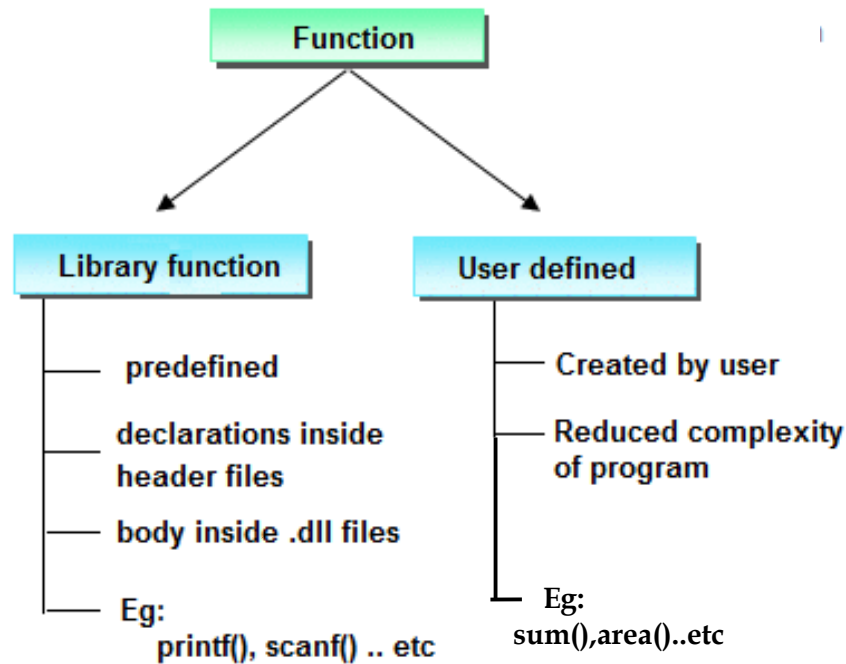 Function
Library function
predefined
declarations inside
header files
body inside .dll files
Eg:
printf(), scanf() .. etc
User defined
Created by user
Reduced complexity
of program
Eg:
sum(),area()..etc